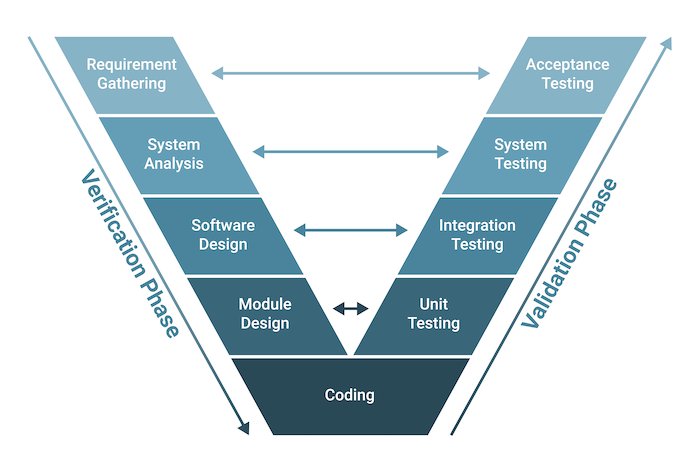 Requirement
Gathering
Acceptance
Testing
System
Analysis
System
Testing
Verification Phase
Software
Design
Integration
Testing
Validation Phase
Module
Design
Unit
Testing
Coding